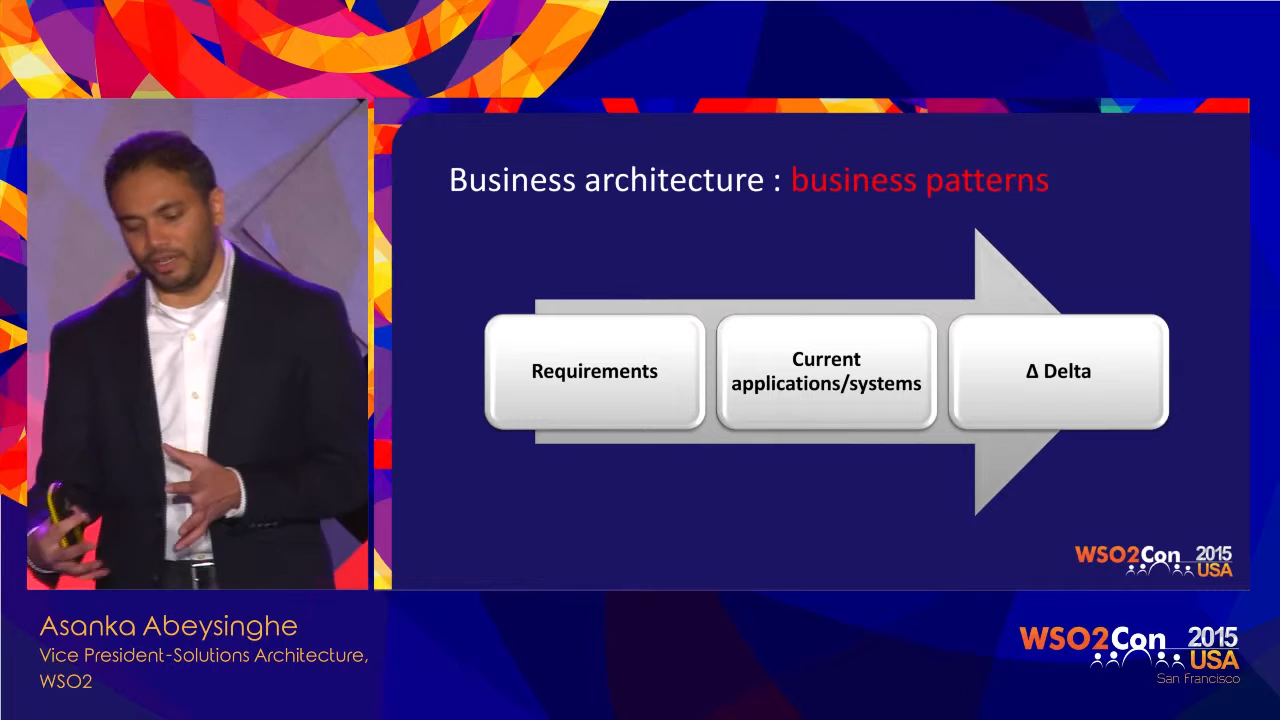 Business architecture : business patterns
Requirements
Current
applications/systems
Δ Delta
WSO2Con 2015
USA
Asanka Abeysinghe
Vice President-Solutions Architecture,
WSO2
WSO2Con 2015
USA
San Francisco